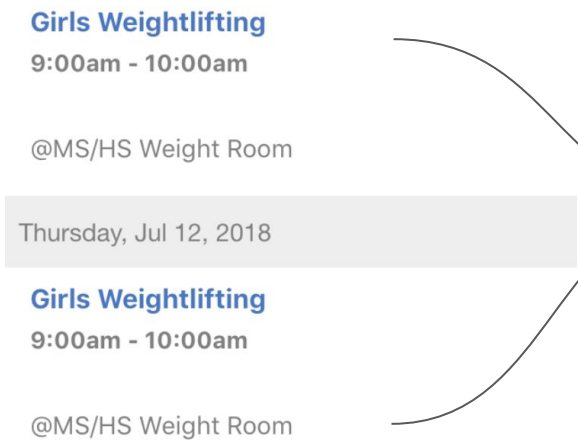 Girls Weightlifting
9:00am - 10:00am
@MS/HS Weight Room
Thursday, Jul 12, 2018
Girls Weightlifting
9:00am - 10:00am
@MS/HS Weight Room